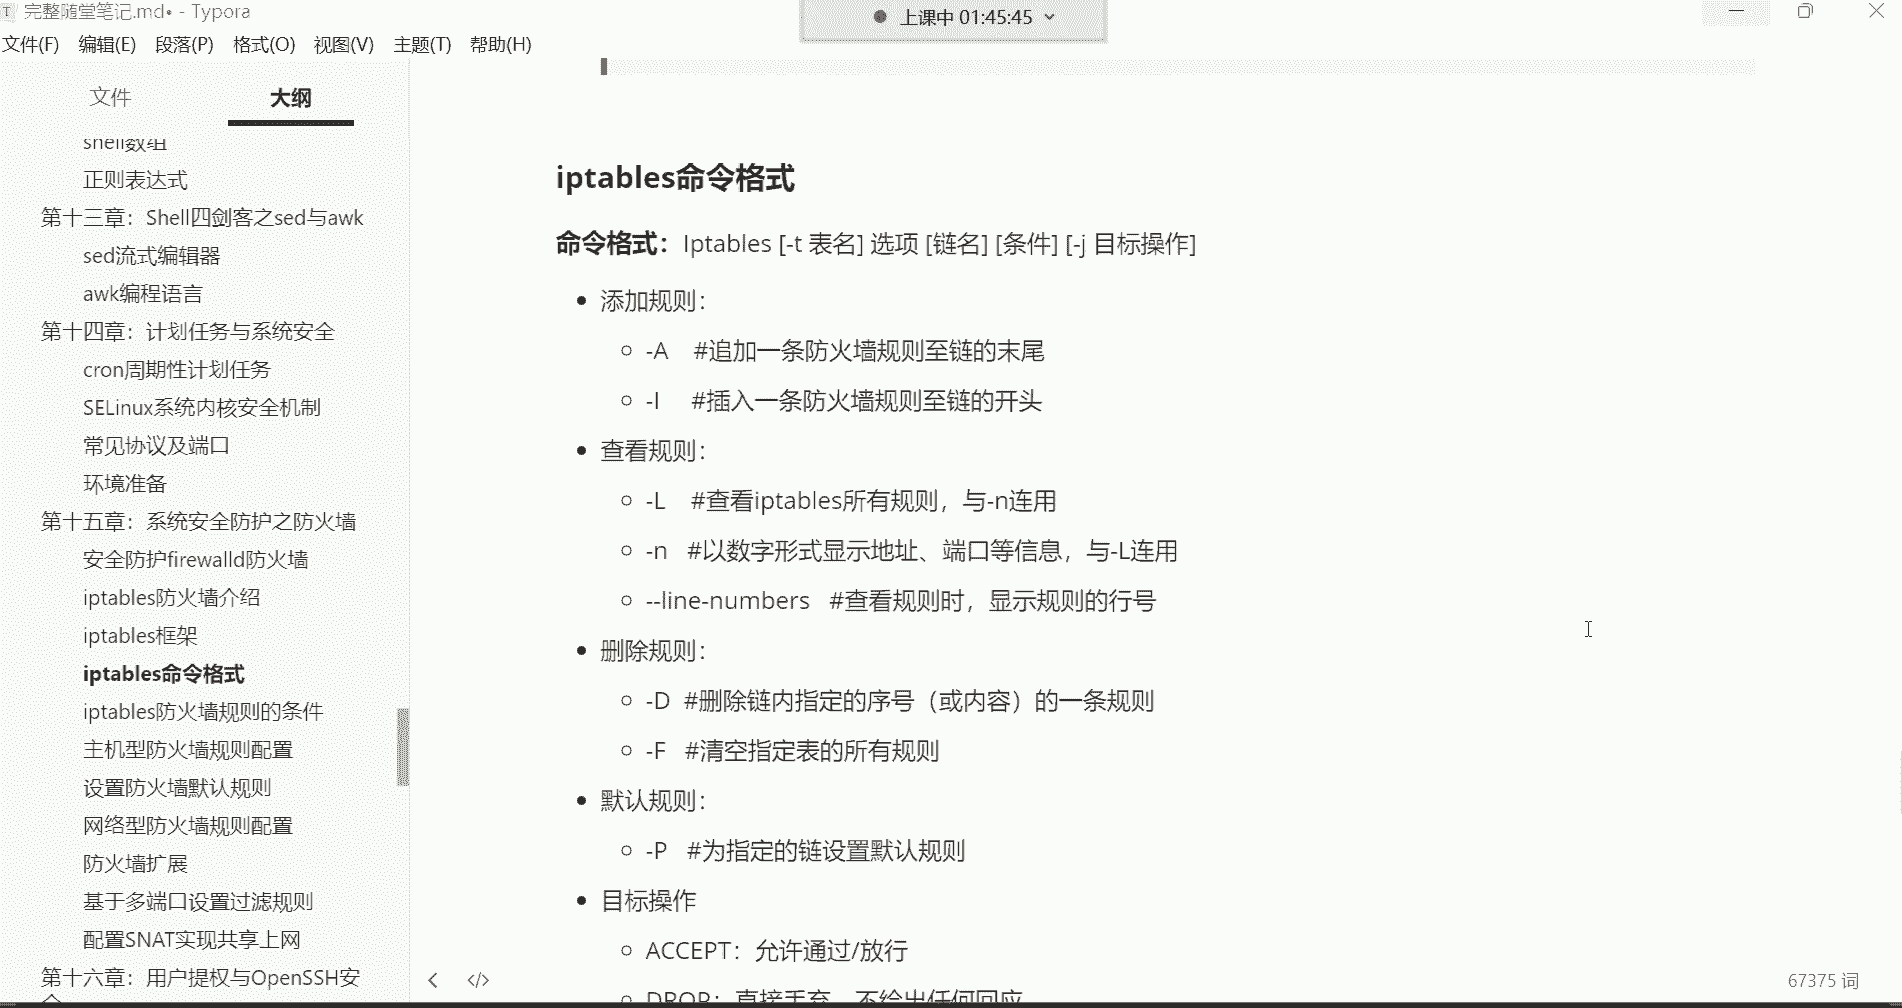 完整随堂笔记.md• - Typora
上课中 01:45:45
文件(F) 编辑(E) 段落(P) 格式(O) 视图(V) 主题(T) 帮助(H)
文件 大纲
shell数组
正则表达式
第十三章：Shell四剑客之sed与awk
sed流式编辑器
awk编程语言
第十四章：计划任务与系统安全
cron周期性计划任务
SELinux系统内核安全机制
常见协议及端口
环境准备
第十五章：系统安全防护之防火墙
安全防护firewalld防火墙
iptables防火墙介绍
iptables框架
iptables命令格式
iptables防火墙规则的条件
主机型防火墙规则配置
设置防火墙默认规则
网络型防火墙规则配置
防火墙扩展
基于多端口设置过滤规则
配置SNAT实现共享上网
第十六章：用户提权与OpenSSH安
iptables命令格式
命令格式：Iptables [-t 表名] 选项 [链名] [条件] [-j 目标操作]
添加规则：
-A #追加一条防火墙规则至链的末尾
-I #插入一条防火墙规则至链的开头
查看规则：
-L #查看iptables所有规则，与-n连用
-n #以数字形式显示地址、端口等信息，与-L连用
--line-numbers #查看规则时，显示规则的行号
删除规则：
-D #删除链内指定的序号（或内容）的一条规则
-F #清空指定表的所有规则
默认规则：
-P #为指定的链设置默认规则
目标操作
ACCEPT：允许通过/放行
DROP：直接丢弃，不给出任何回应
67375 词